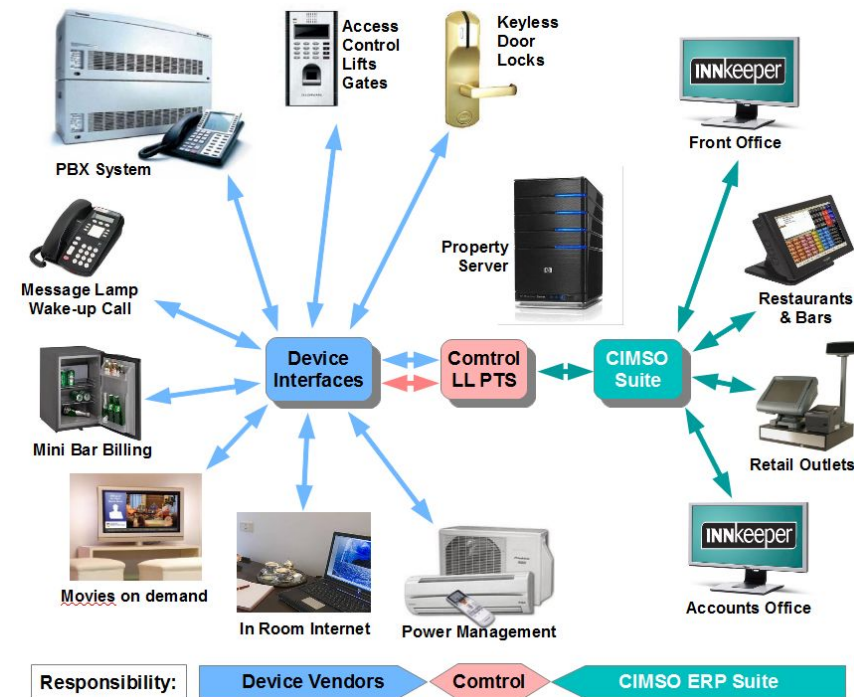 Access
Control
Lifts
Gates
Keyless
Door
Locks
INNkeeper
Front Office
PBX System
Property
Server
Message Lamp
Wake-up Call
Restaurants
& Bars
Device
Interfaces
Comtrol
LL PTS
CIMSO
Suite
Mini Bar Billing
Retail Outlets
Movies on demand
In Room Internet
Power Management
INNkeeper
Accounts Office
Responsibility:
Device Vendors
Comtrol
CIMSO ERP Suite